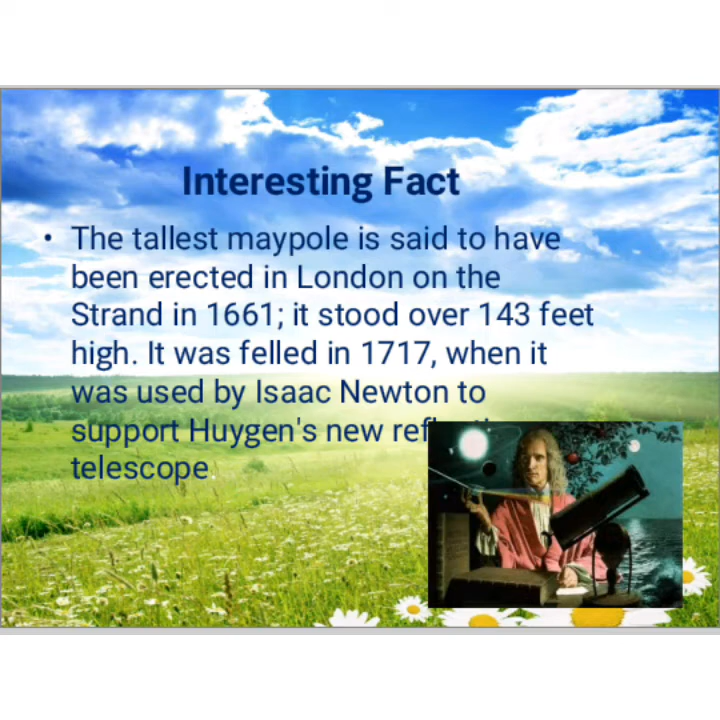 Interesting Fact
• The tallest maypole is said to have
been erected in London on the
Strand in 1661; it stood over 143 feet
high. It was felled in 1717, when it
was used by Isaac Newton to
support Huygen's new
telescope.